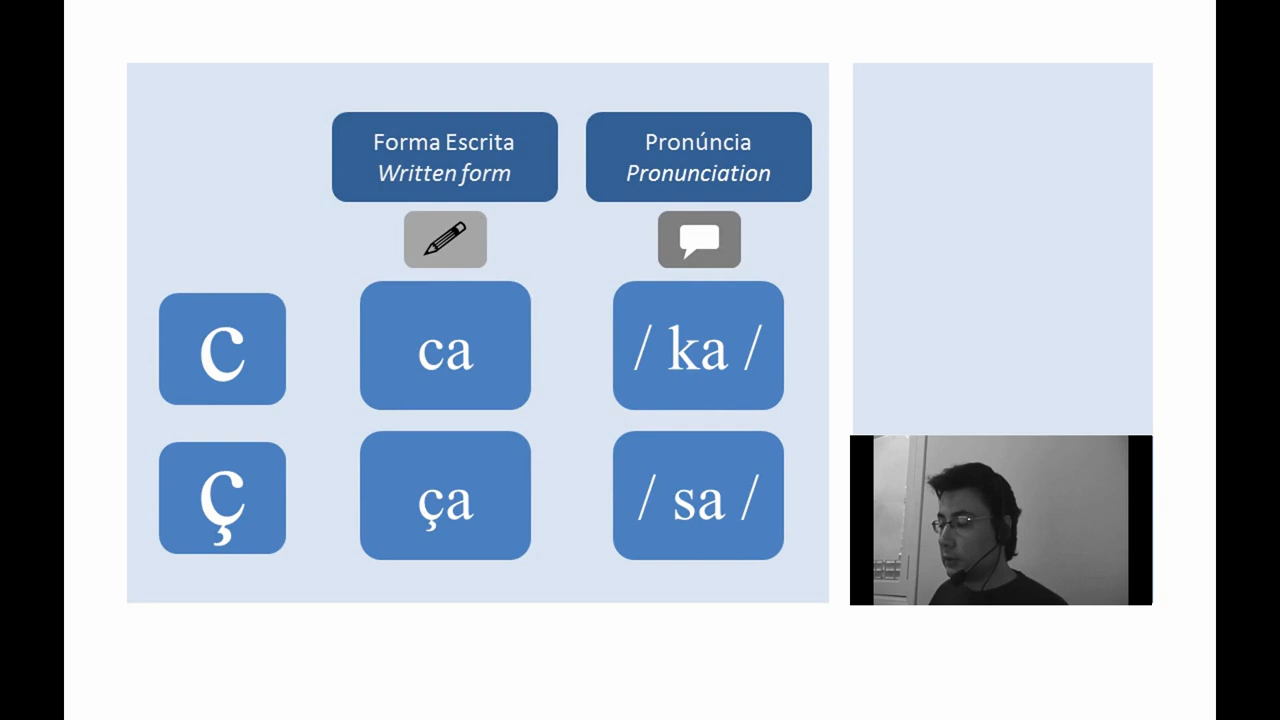 Forma Escrita
Written form
Pronúncia
Pronunciation
c
ca
/ ka /
ç
ça
/ sa /